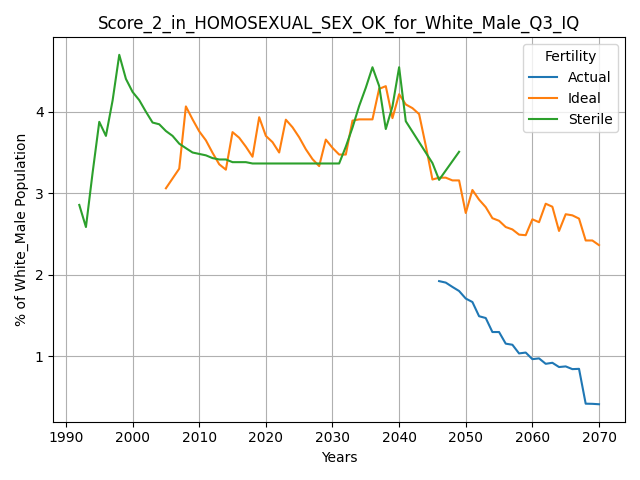 Score_2_in_HOMOSEXUAL_SEX_OK_for_White_Male_Q3_IQ
Fertility
Actual
Ideal
Sterile
% of White_Male Population
4
3
2
1
1990 2000 2010 2020 2030 2040 2050 2060 2070
Years